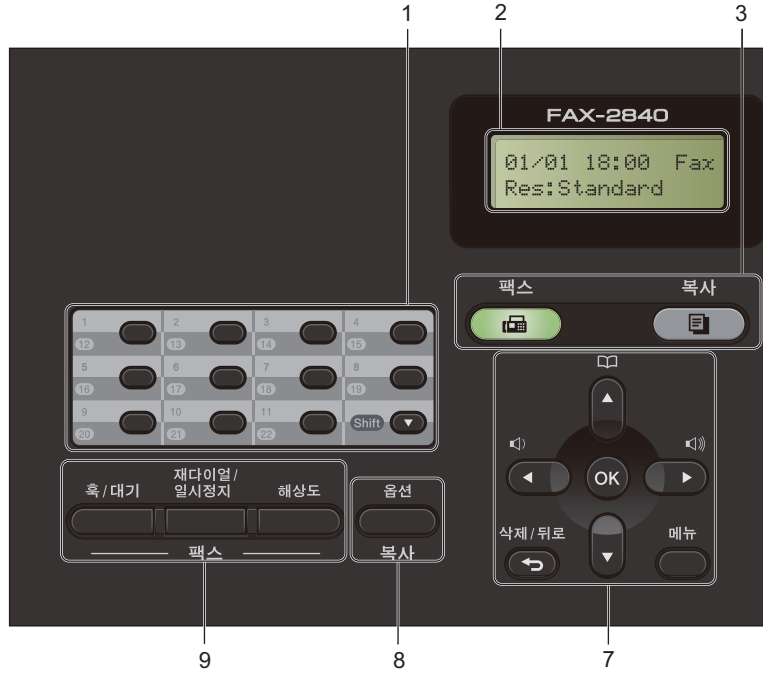 1 2 3
FAX-2840
01/01 18:00 Fax
Res:Standard
팩스 복사
1 2 3 4
12 13 14 15
5 6 7 8
16 17 18 19
9 10 11 Shift
20 21 22
훅/대기 재다이얼/일시정지 해상도 옵션
팩스 복사
OK
삭제/뒤로 메뉴
9 8 7